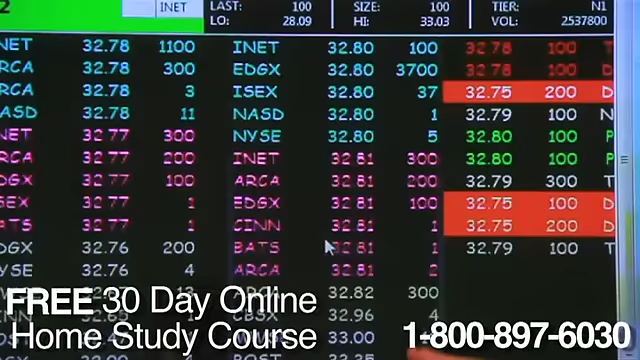 2 INET LAST: 100 SIZE: 100 TIER: N1
LO: 28.09 HI: 33.03 VOL: 2537800
NET 32.78 1100 INET 32.80 100 32.78 100 T
ARCA 32.78 300 EDGX 32.80 3700 32.78 100 D
ARCA 32.78 3 ISEX 32.80 37 32.75 200 D
NASD 32.78 11 NASD 32.80 1 32.79 100 N
NET 32.77 300 NYSE 32.80 5 32.80 100 P
RCA 32.77 200 INET 32.81 300 32.80 100 P
DGX 32.77 100 ARCA 32.81 200 32.79 300 T
SEX 32.77 1 EDGX 32.81 100 32.75 100 D
ATS 32.77 1 CINN 32.81 1 32.75 200 D
DGX 32.76 200 BATS 32.81 1 32.79 100 T
YSE 32.76 4 ARCA 32.81 2
32.82 300
FREE 30 Day Online
CBSX 32.96 4
Home Study Course
33.00
1-800-897-6030